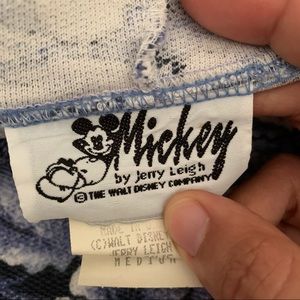 Mickey
by Jerry Leigh
© THE WALT DISNEY COMPANY
MADE IN
(C)WALT DISNEY
JERRY LEIGH
MEDIUM